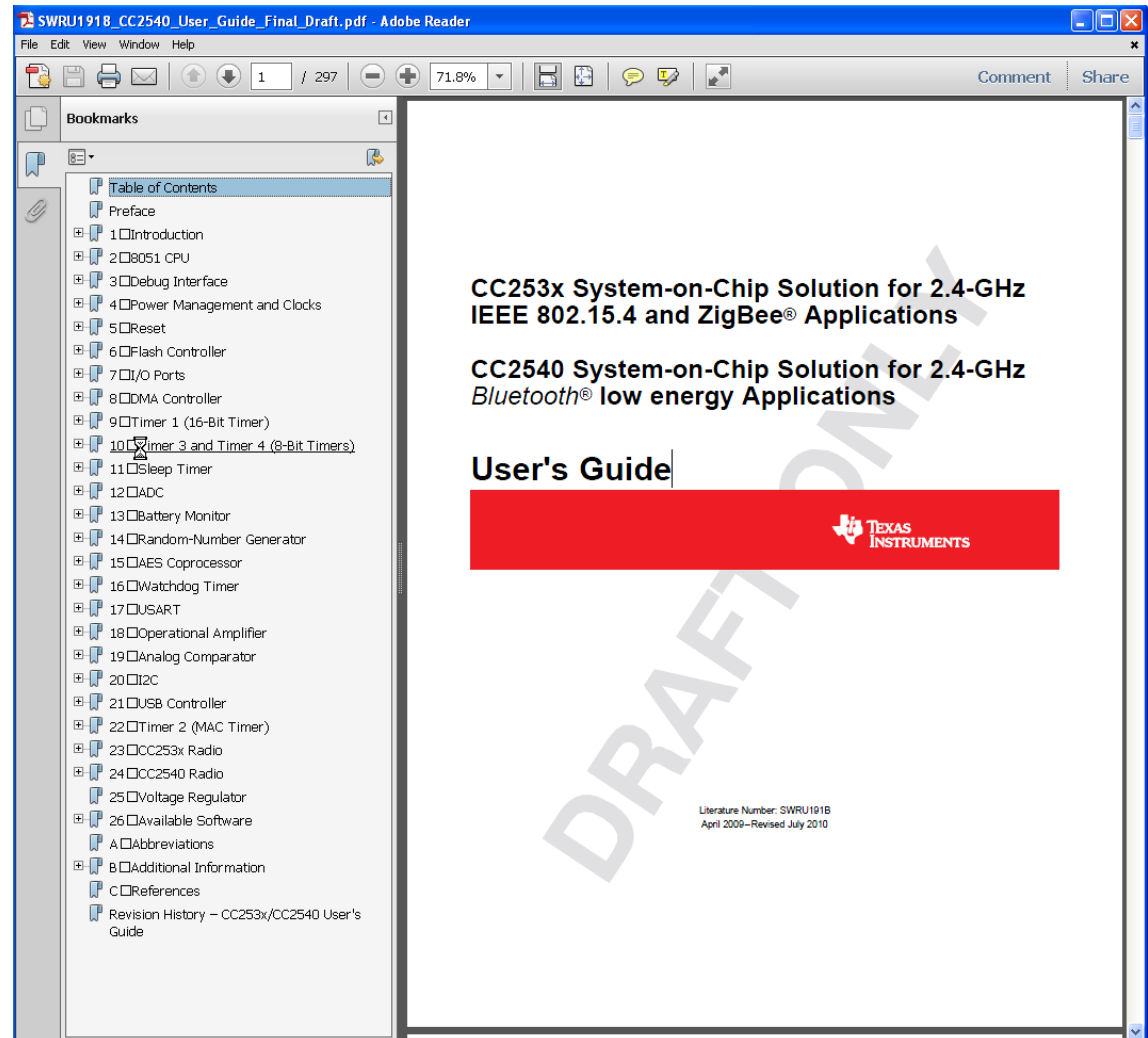 SWRU1918_CC2540_User_Guide_Final_Draft.pdf - Adobe Reader
File Edit View Window Help
1 / 297 71.8% Comment Share
Bookmarks
Table of Contents
Preface
1□Introduction
2□8051 CPU
3□Debug Interface
4□Power Management and Clocks
5□Reset
6□Flash Controller
7□I/O Ports
8□DMA Controller
9□Timer 1 (16-Bit Timer)
10□Timer 3 and Timer 4 (8-Bit Timers)
11□Sleep Timer
12□ADC
13□Battery Monitor
14□Random-Number Generator
15□AES Coprocessor
16□Watchdog Timer
17□USART
18□Operational Amplifier
19□Analog Comparator
20□I2C
21□USB Controller
22□Timer 2 (MAC Timer)
23□CC253x Radio
24□CC2540 Radio
25□Voltage Regulator
26□Available Software
A□Abbreviations
B□Additional Information
C□References
Revision History – CC253x/CC2540 User's
Guide
CC253x System-on-Chip Solution for 2.4-GHz
IEEE 802.15.4 and ZigBee® Applications
CC2540 System-on-Chip Solution for 2.4-GHz
Bluetooth® low energy Applications
User's Guide
TEXAS
INSTRUMENTS
DRAFT ONLY
Literature Number: SWRU191B
April 2009–Revised July 2010